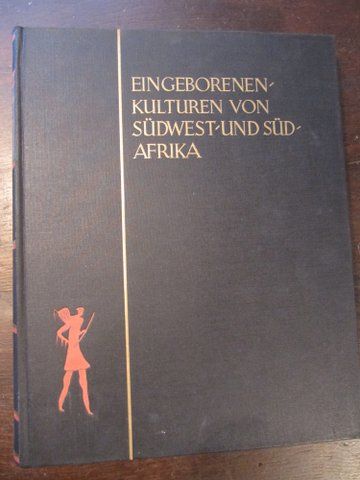 EINGEBORENEN-
KULTUREN VON
SÜDWEST-UND SÜD-
AFRIKA